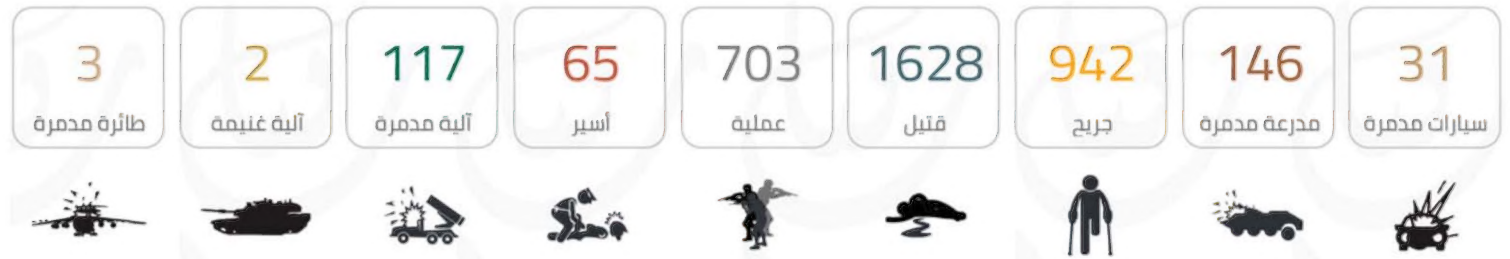 31
سيارات مدمرة
146
مدرعة مدمرة
942
جريح
1628
قتيل
703
عملية
65
أسير
117
آلية مدمرة
2
آلية غنيمة
3
طائرة مدمرة